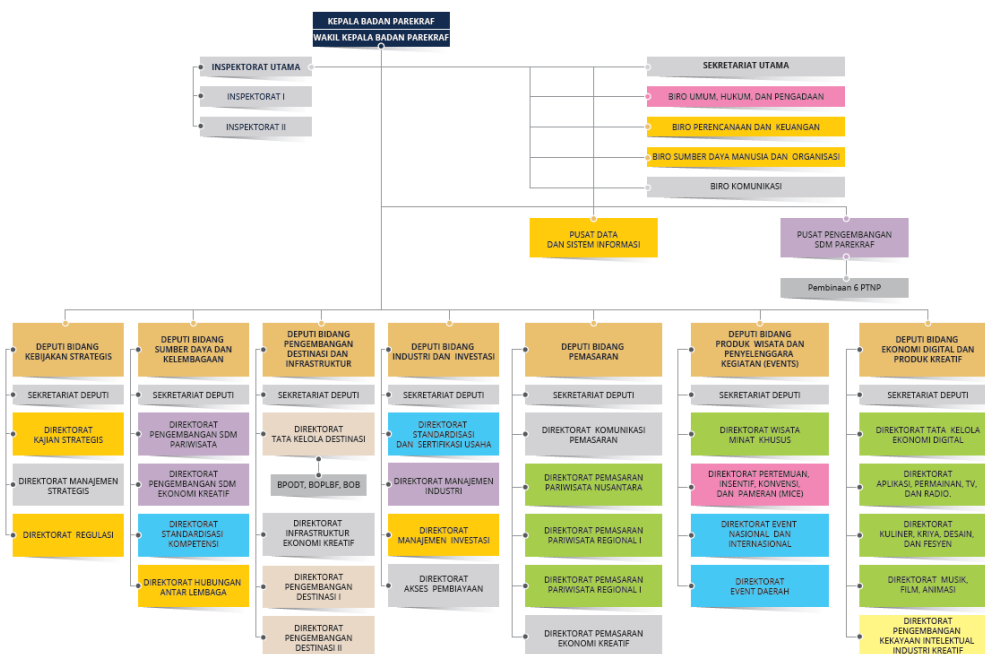 KEPALA BADAN PAREKRAF
WAKIL KEPALA BADAN PAREKRAF
INSPEKTORAT UTAMA
INSPEKTORAT I
INSPEKTORAT II
SEKRETARIAT UTAMA
BIRO UMUM, HUKUM, DAN PENGADAAN
BIRO PERENCANAAN DAN KEUANGAN
BIRO SUMBER DAYA MANUSIA DAN ORGANISASI
BIRO KOMUNIKASI
PUSAT DATA
DAN SISTEM INFORMASI
PUSAT PENGEMBANGAN
SDM PAREKRAF
Pembinaan 6 PTNP
DEPUTI BIDANG
KEBIJAKAN STRATEGIS
SEKRETARIAT DEPUTI
DIREKTORAT
KAJIAN STRATEGIS
DIREKTORAT MANAJEMEN
STRATEGIS
DIREKTORAT REGULASI
DEPUTI BIDANG
SUMBER DAYA DAN
KELEMBAGAAN
SEKRETARIAT DEPUTI
DIREKTORAT
PENGEMBANGAN SDM
PARIWISATA
DIREKTORAT
PENGEMBANGAN SDM
EKONOMI KREATIF
DIREKTORAT
STANDARDISASI
KOMPETENSI
DIREKTORAT HUBUNGAN
ANTAR LEMBAGA
DEPUTI BIDANG
PENGEMBANGAN
DESTINASI DAN
INFRASTRUKTUR
SEKRETARIAT DEPUTI
DIREKTORAT
TATA KELOLA DESTINASI
BPODT, BOPLBF, BOB
DIREKTORAT
INFRASTRUKTUR
EKONOMI KREATIF
DIREKTORAT
PENGEMBANGAN
DESTINASI I
DIREKTORAT
PENGEMBANGAN
DESTINASI II
DEPUTI BIDANG
INDUSTRI DAN INVESTASI
SEKRETARIAT DEPUTI
DIREKTORAT
STANDARDISASI
DAN SERTIFIKASI USAHA
DIREKTORAT MANAJEMEN
INDUSTRI
DIREKTORAT
MANAJEMEN INVESTASI
DIREKTORAT
AKSES PEMBIAYAAN
DEPUTI BIDANG
PEMASARAN
SEKRETARIAT DEPUTI
DIREKTORAT KOMUNIKASI
PEMASARAN
DIREKTORAT PEMASARAN
PARIWISATA NUSANTARA
DIREKTORAT PEMASARAN
PARIWISATA REGIONAL I
DIREKTORAT PEMASARAN
PARIWISATA REGIONAL I
DIREKTORAT PEMASARAN
EKONOMI KREATIF
DEPUTI BIDANG
PRODUK WISATA DAN
PENYELENGGARA
KEGIATAN (EVENTS)
SEKRETARIAT DEPUTI
DIREKTORAT WISATA
MINAT KHUSUS
DIREKTORAT PERTEMUAN,
INSENTIF, KONVENSI,
DAN PAMERAN (MICE)
DIREKTORAT EVENT
NASIONAL DAN
INTERNASIONAL
DIREKTORAT
EVENT DAERAH
DEPUTI BIDANG
EKONOMI DIGITAL DAN
PRODUK KREATIF
SEKRETARIAT DEPUTI
DIREKTORAT TATA KELOLA
EKONOMI DIGITAL
DIREKTORAT
APLIKASI, PERMAINAN, TV,
DAN RADIO.
DIREKTORAT
KULINER, KRIYA, DESAIN,
DAN FESYEN
DIREKTORAT MUSIK,
FILM, ANIMASI
DIREKTORAT
PENGEMBANGAN
KEKAYAAN INTELEKTUAL
INDUSTRI KREATIF